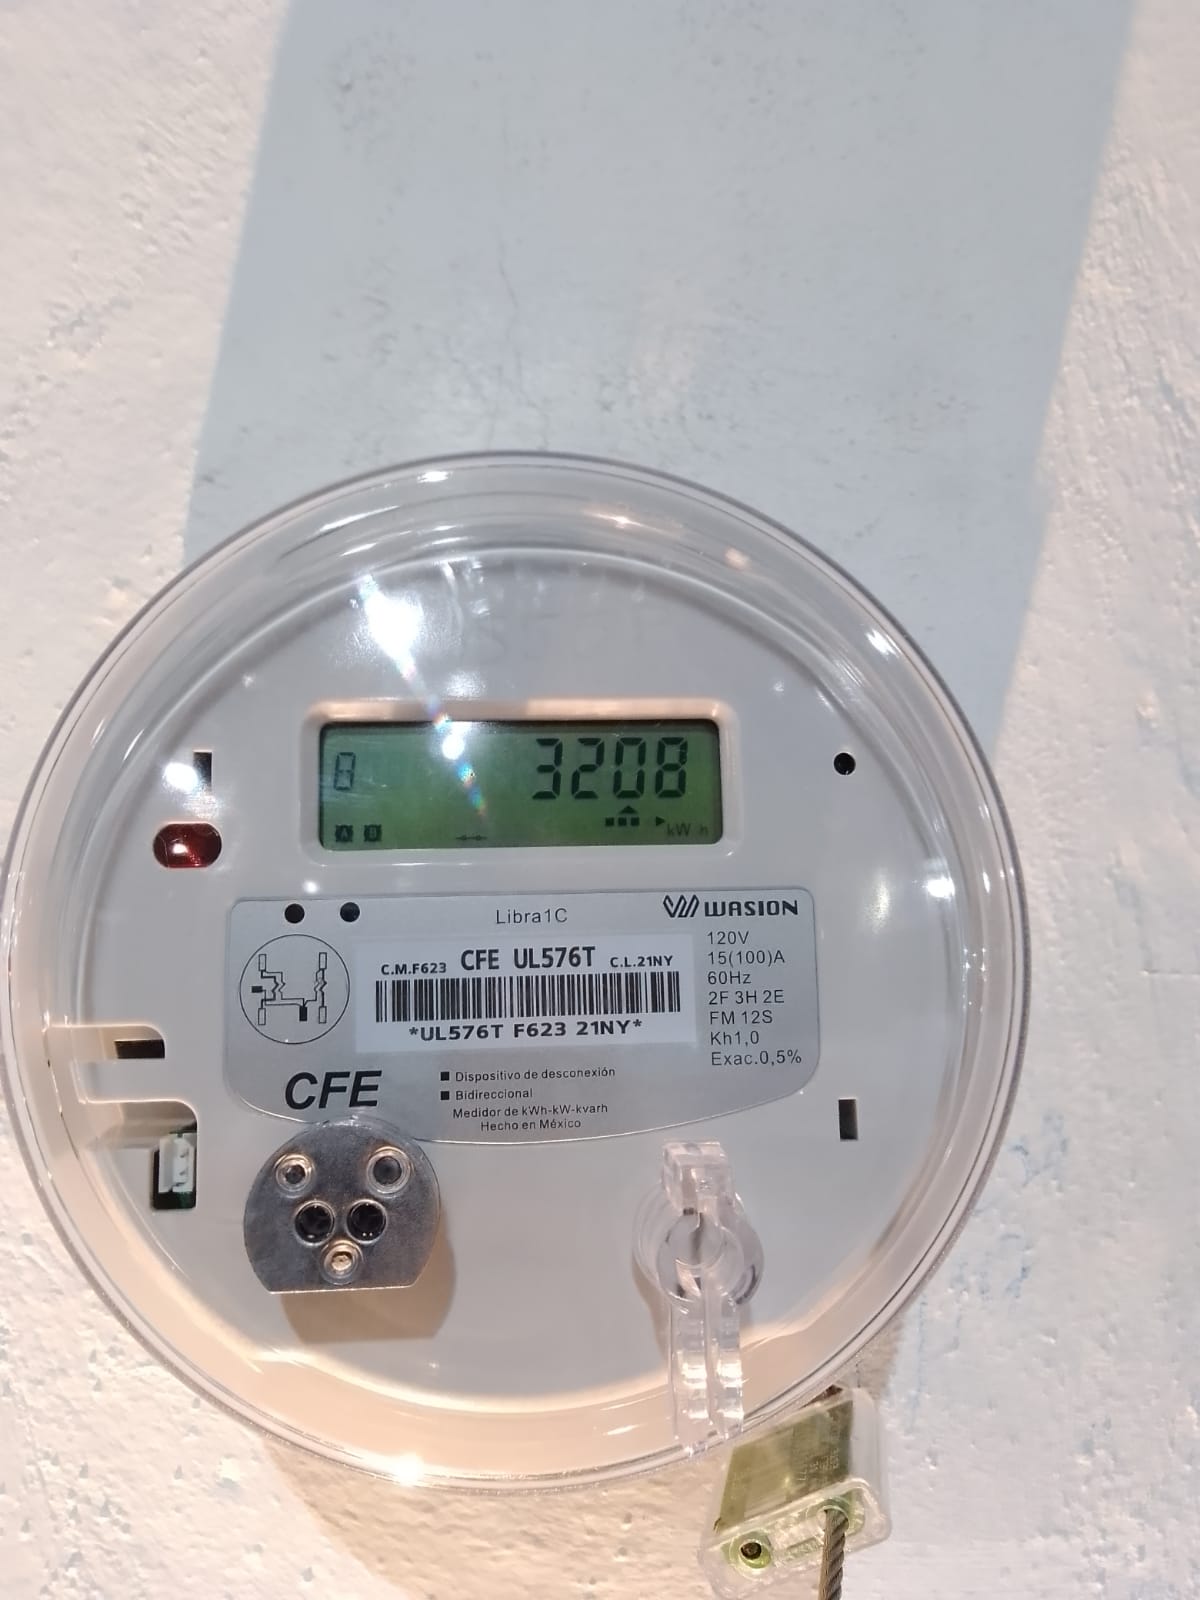 8 3208
A B kW h
Libra1C
WASION
C.M.F623 CFE UL576T C.L.21NY
*UL576T F623 21NY*
120V
15(100)A
60Hz
2F 3H 2E
FM 12S
Kh1,0
Exac.0,5%
CFE
Dispositivo de desconexión
Bidireccional
Medidor de kWh-kW-kvarh
Hecho en México